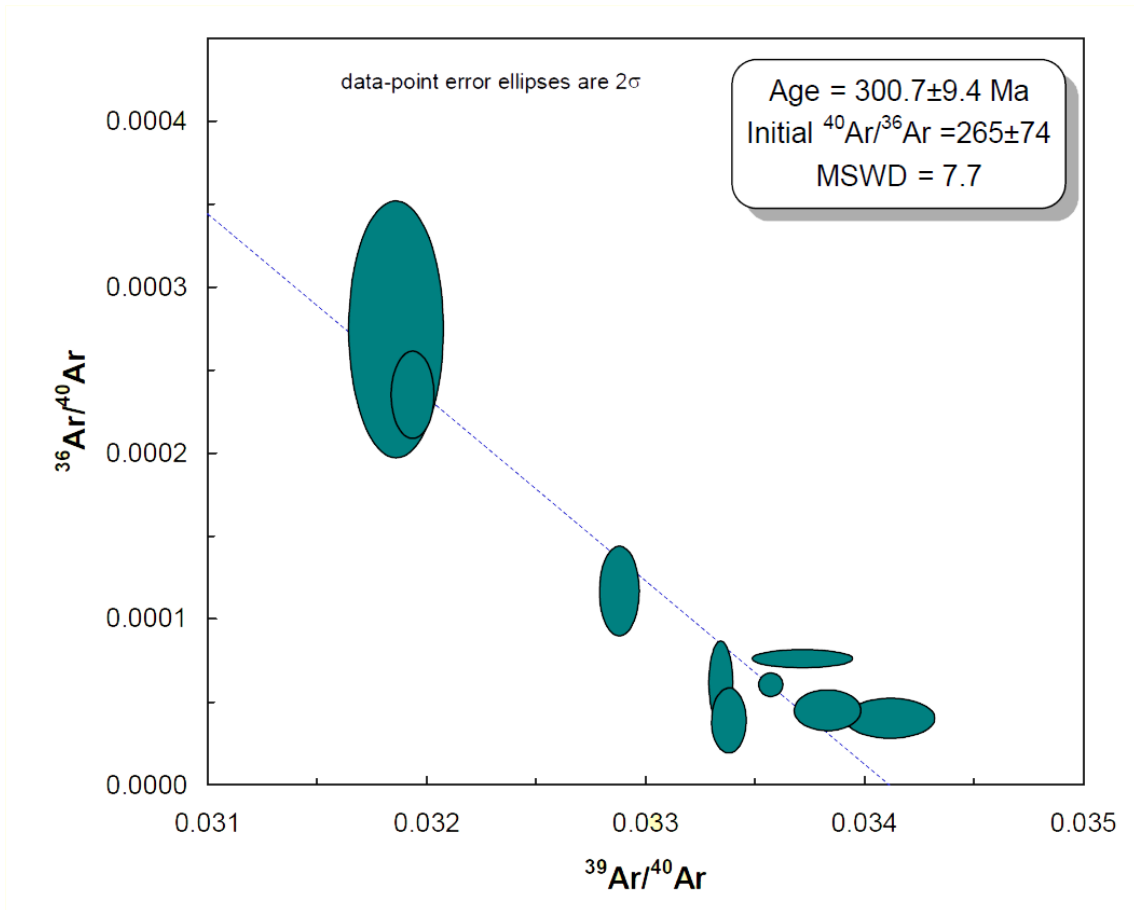 data-point error ellipses are 2σ
Age = 300.7±9.4 Ma
Initial ⁴⁰Ar/³⁶Ar =265±74
MSWD = 7.7
0.0004
0.0003
0.0002
0.0001
0.0000
³⁶Ar/⁴⁰Ar
0.031 0.032 0.033 0.034 0.035
³⁹Ar/⁴⁰Ar